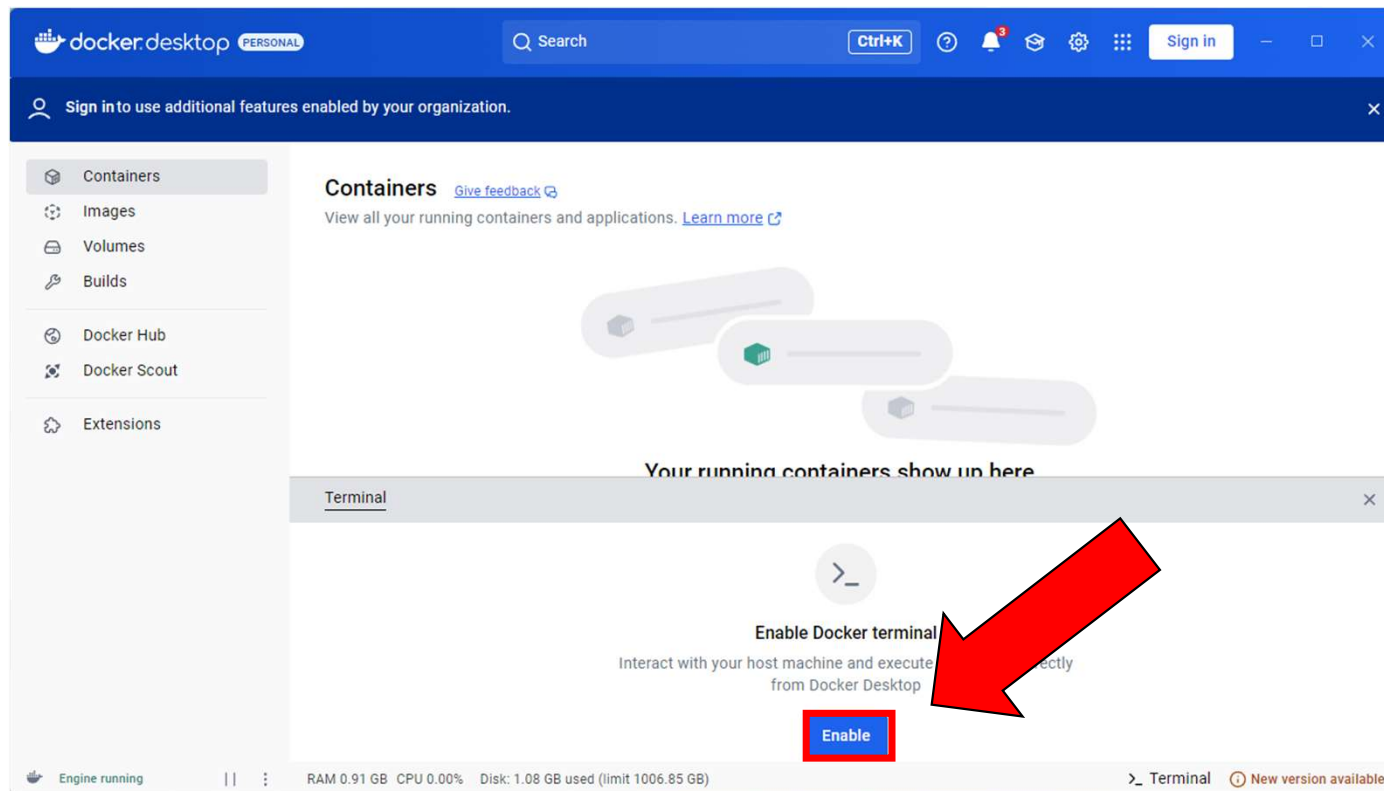 docker.desktop PERSONAL
Search
Ctrl+K
3
Sign in
Sign in to use additional features enabled by your organization.
Containers
Images
Volumes
Builds
Docker Hub
Docker Scout
Extensions
Containers Give feedback
View all your running containers and applications. Learn more
Your running containers show up here
Terminal
>_
Enable Docker terminal
Interact with your host machine and execute
from Docker Desktop
Enable
Engine running
RAM 0.91 GB CPU 0.00% Disk: 1.08 GB used (limit 1006.85 GB)
>_ Terminal
New version available